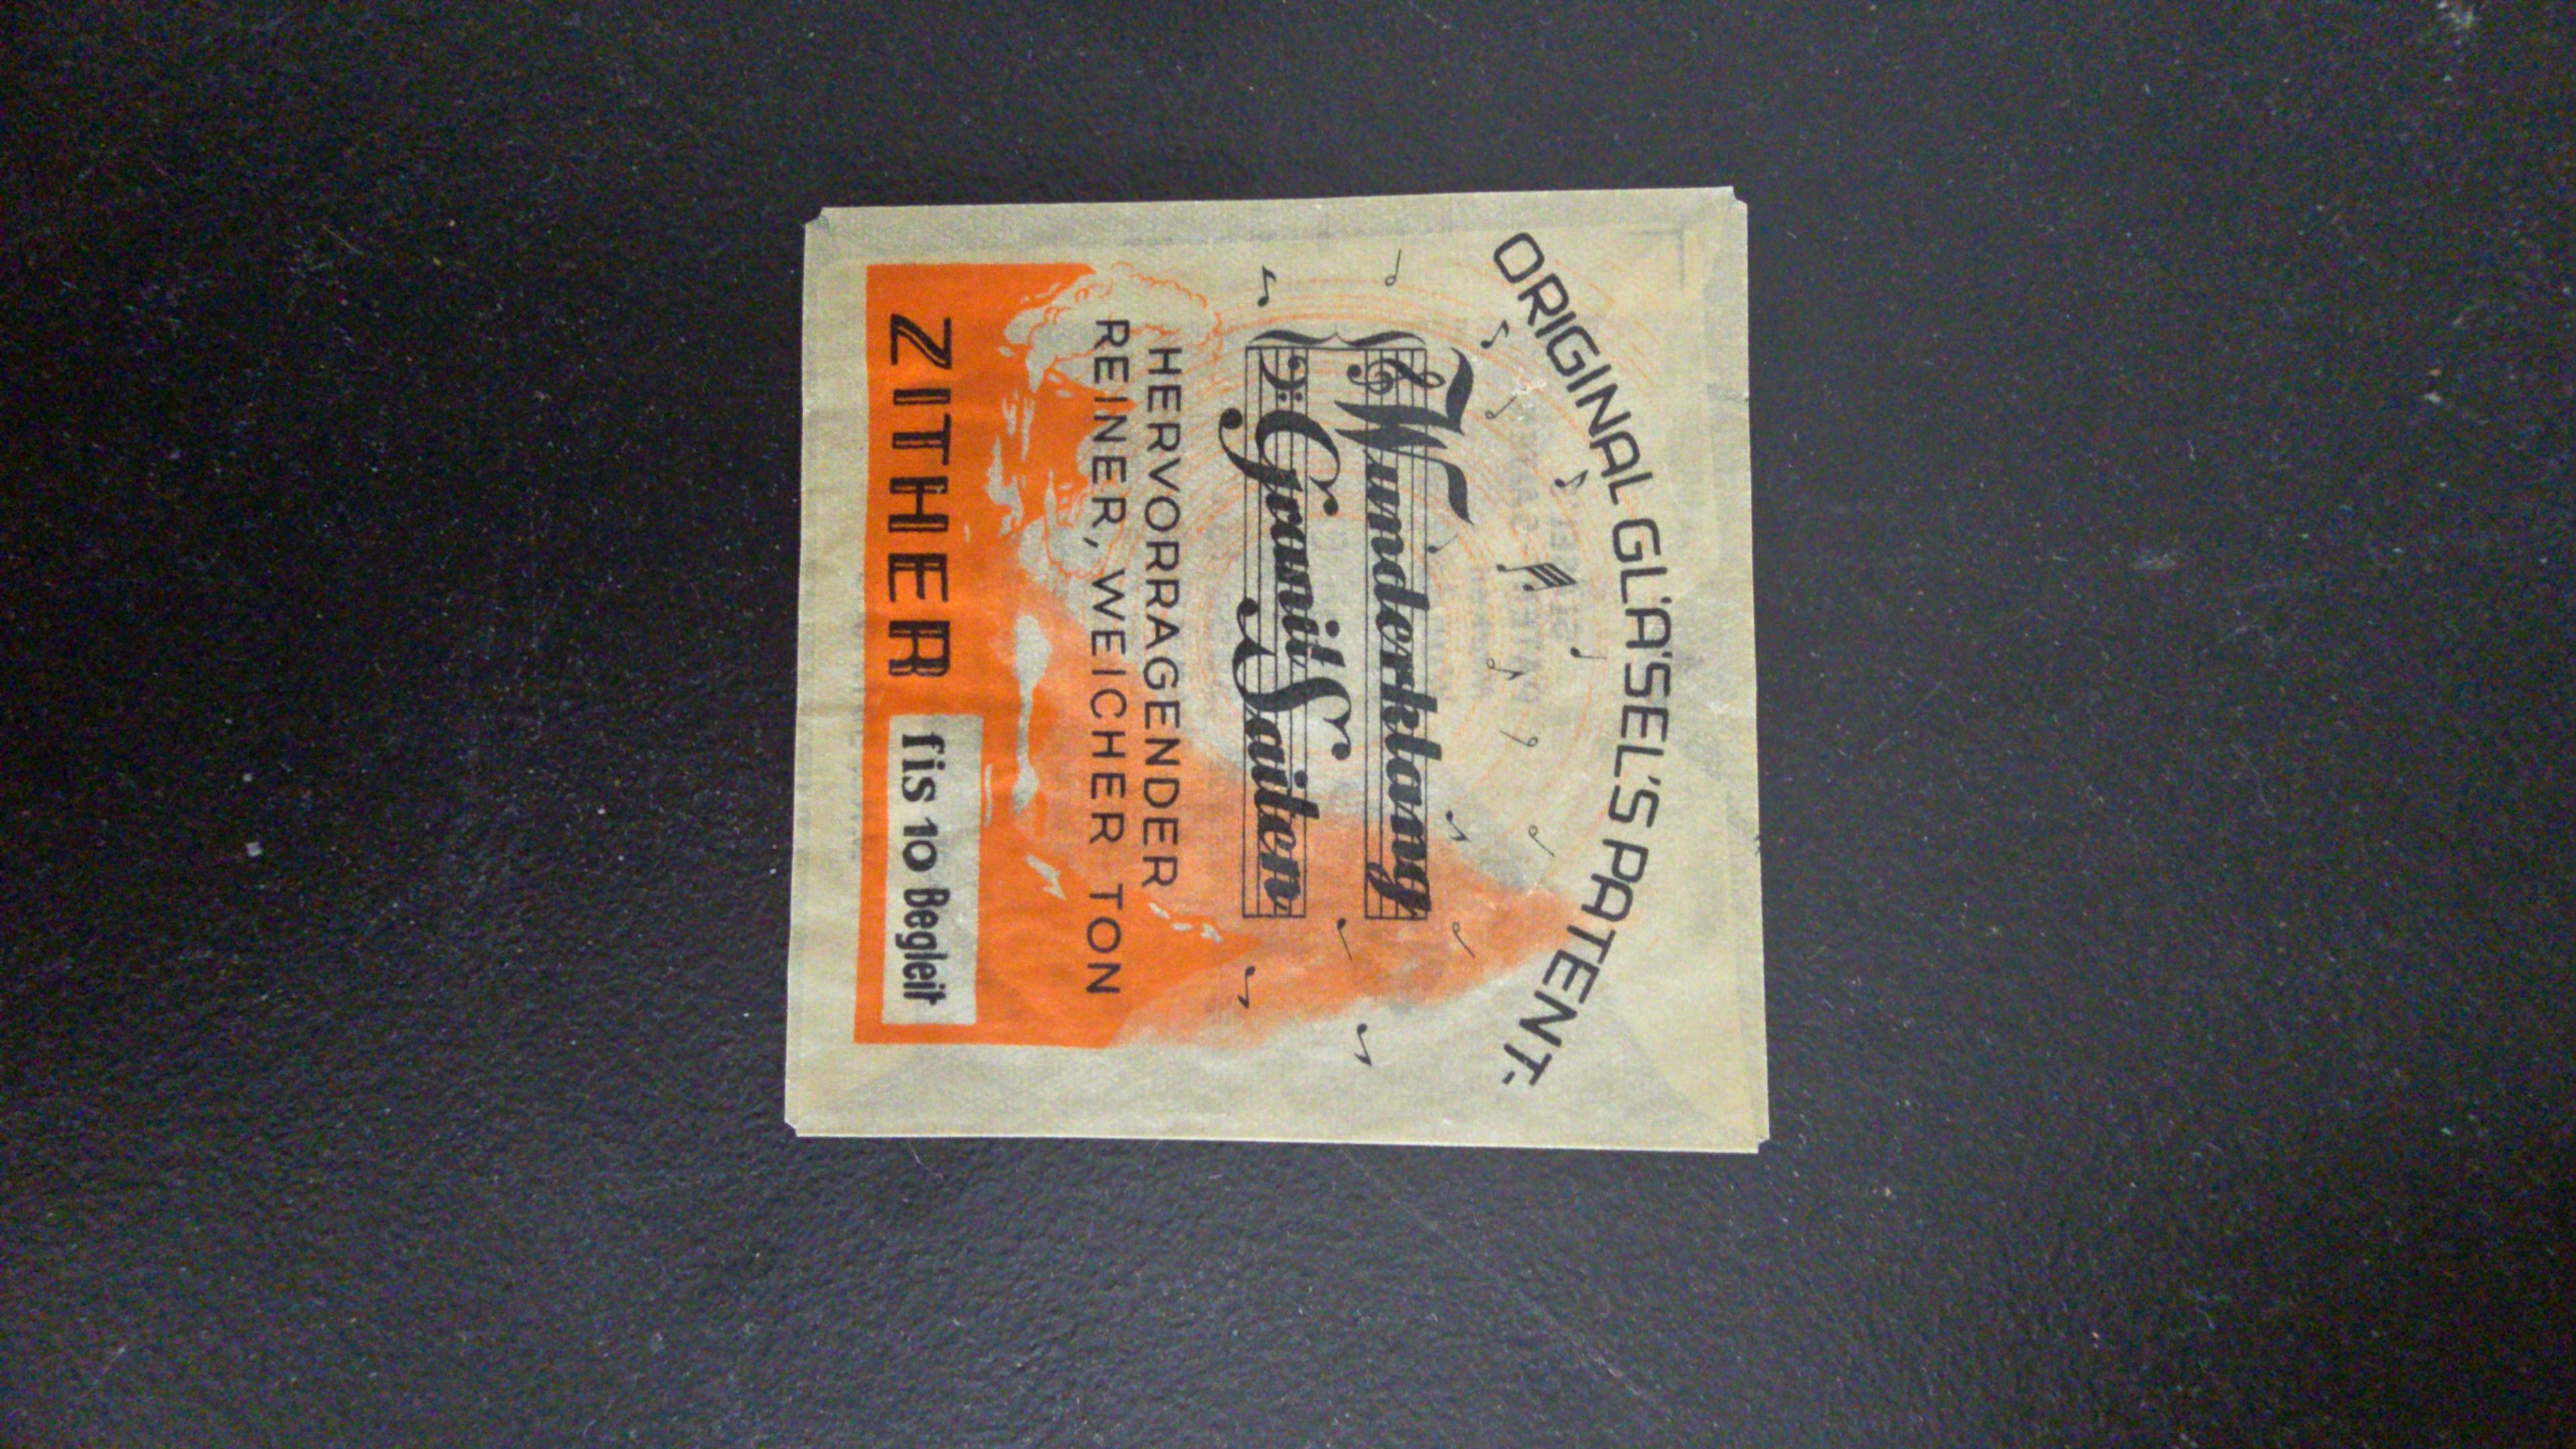 ORIGINAL GLÄSEL'S PATENT.
Wunderklang
Granit Saiten
HERVORRAGENDER
REINER, WEICHER TON
ZITHER fis 10 Begleit